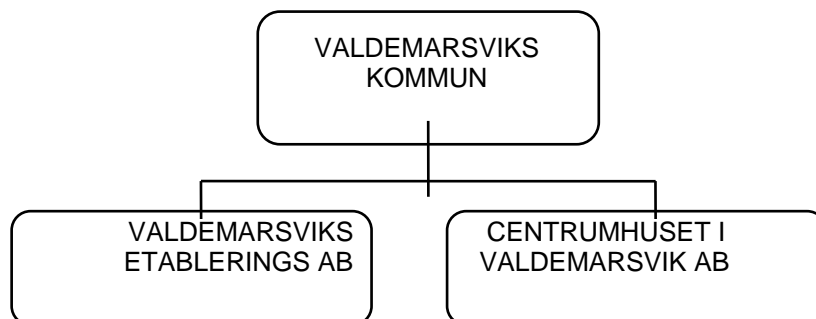 VALDEMARSVIKS
KOMMUN
VALDEMARSVIKS
ETABLERINGS AB
CENTRUMHUSET I
VALDEMARSVIK AB